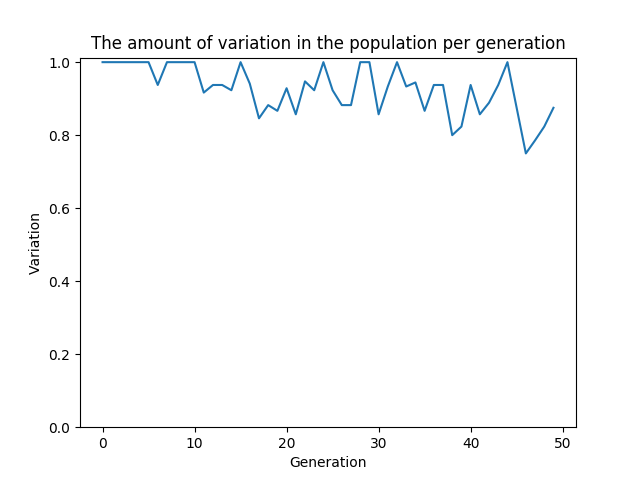 The amount of variation in the population per generation
1.0
0.8
0.6
0.4
0.2
0.0
Variation
0 10 20 30 40 50
Generation